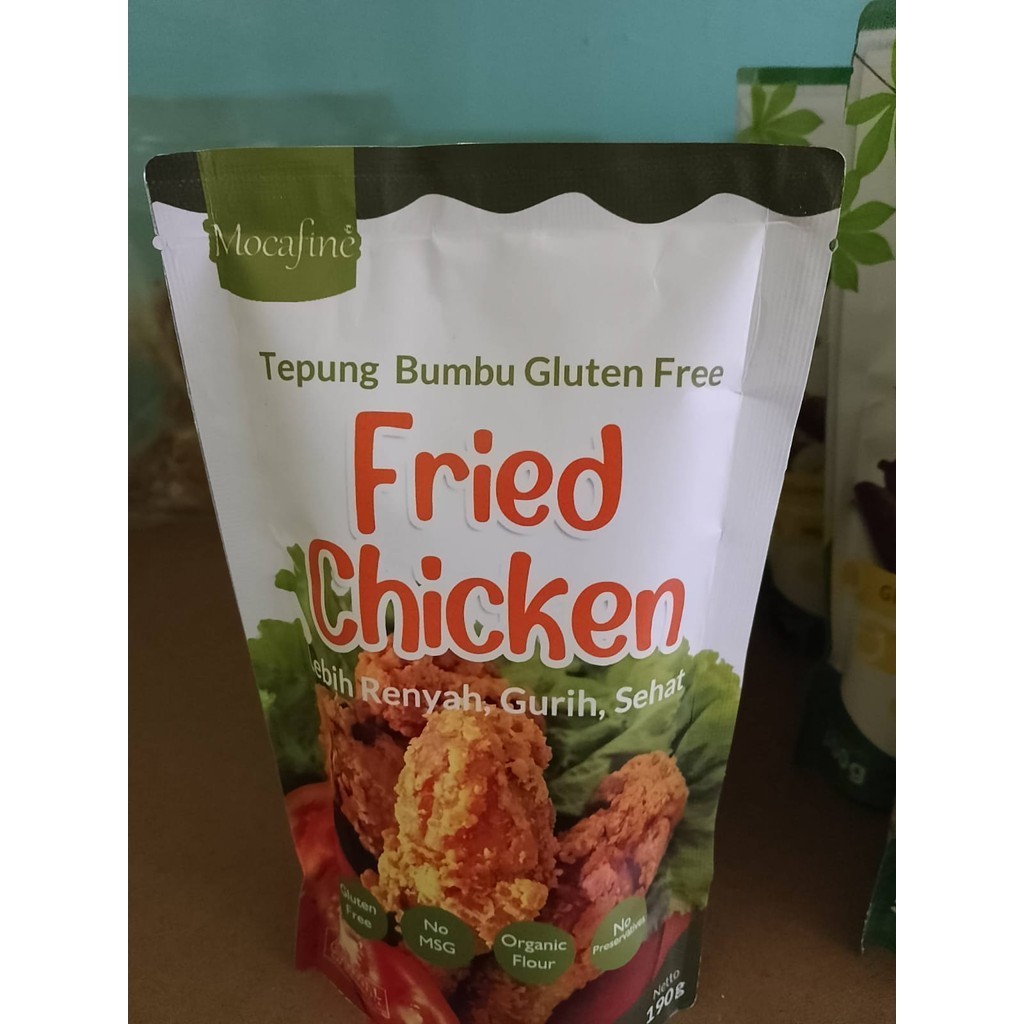 Mocafine
Tepung Bumbu Gluten Free
Fried
Chicken
Lebih Renyah, Gurih, Sehat
Gluten
Free
No
MSG
Organic
Flour
No
Preservatives
Netto
190g